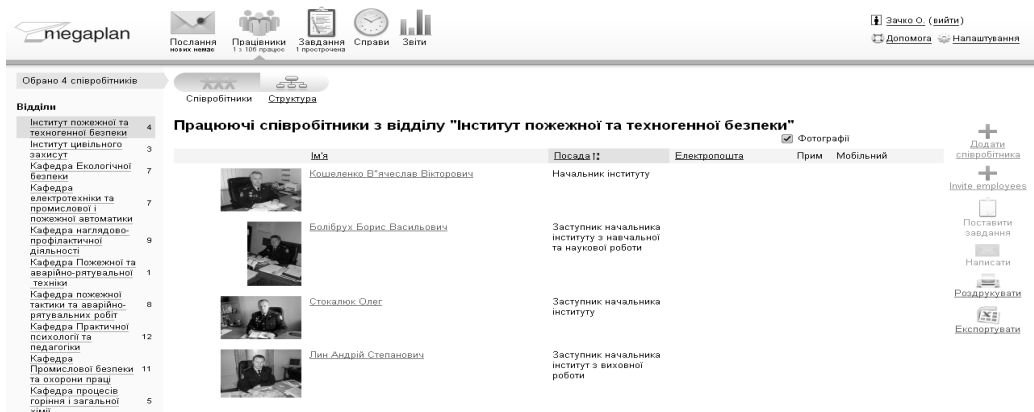 megaplan
Послання
нових немає
Працівники
1 з 106 працює
Завдання
1 прострочена
Справи
Звіти
Зачко О. (вийти)
Допомога Налаштування
Обрано 4 співробітників
Відділи
Інститут пожежної та
техногенної безпеки 4
Інститут цивільного
захисут 3
Кафедра Екологічної
безпеки 7
Кафедра
електротехніки та
промислової і
пожежної автоматики 7
Кафедра наглядово-
профілактичної
діяльності 9
Кафедра Пожежної та
аварійно-рятувальної
техніки 1
Кафедра пожежної
тактики та аварійно-
рятувальних робіт 8
Кафедра Практичної
психології та
педагогіки 12
Кафедра
Промислової безпеки
та охорони праці 11
Кафедра процесів
горіння і загальної
хімії 5
Співробітники Структура
Працюючі співробітники з відділу "Інститут пожежної та техногенної безпеки"
Фотографії
Ім'я Посада Електропошта Прим Мобільний
Кошеленко В"ячеслав Вікторович Начальник інституту
Болібрух Борис Васильович Заступник начальника
інституту з навчальної
та наукової роботи
Стокалюк Олег Заступник начальника
інституту
Лин Андрій Степанович Заступник начальника
інститут з виховної
роботи
Додати
співробітника
Invite employees
Поставити
завдання
Написати
Роздрукувати
Експортувати